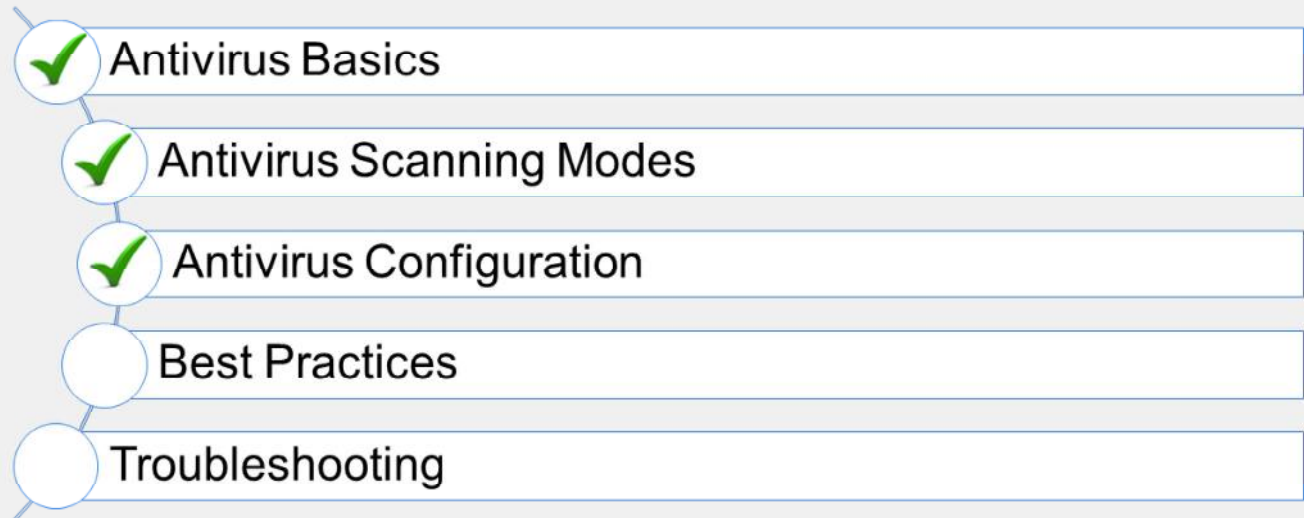 Antivirus Basics
Antivirus Scanning Modes
Antivirus Configuration
Best Practices
Troubleshooting